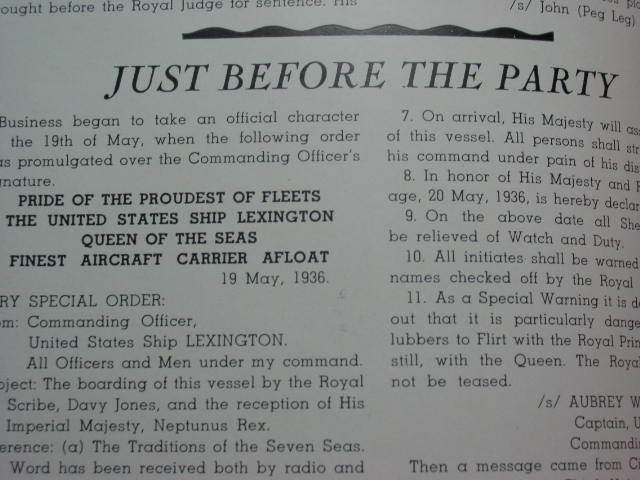 ought before the Royal Judge for sentence. His
/s/ John (Peg Leg)
JUST BEFORE THE PARTY
Business began to take an official character
the 19th of May, when the following order
as promulgated over the Commanding Officer's
gnature.
PRIDE OF THE PROUDEST OF FLEETS
THE UNITED STATES SHIP LEXINGTON
QUEEN OF THE SEAS
FINEST AIRCRAFT CARRIER AFLOAT
19 May, 1936.
RY SPECIAL ORDER:
om: Commanding Officer,
United States Ship LEXINGTON.
All Officers and Men under my command.
bject: The boarding of this vessel by the Royal
Scribe, Davy Jones, and the reception of His
Imperial Majesty, Neptunus Rex.
erence: (a) The Traditions of the Seven Seas.
Word has been received both by radio and
7. On arrival, His Majesty will ass
of this vessel. All persons shall str
his command under pain of his dis
8. In honor of His Majesty and R
age, 20 May, 1936, is hereby declar
9. On the above date all She
be relieved of Watch and Duty.
10. All initiates shall be warned
names checked off by the Royal
11. As a Special Warning it is de
out that it is particularly dange
lubbers to Flirt with the Royal Prin
still, with the Queen. The Royal
not be teased.
/s/ AUBREY W
Captain, U
Commandi
Then a message came from Ci